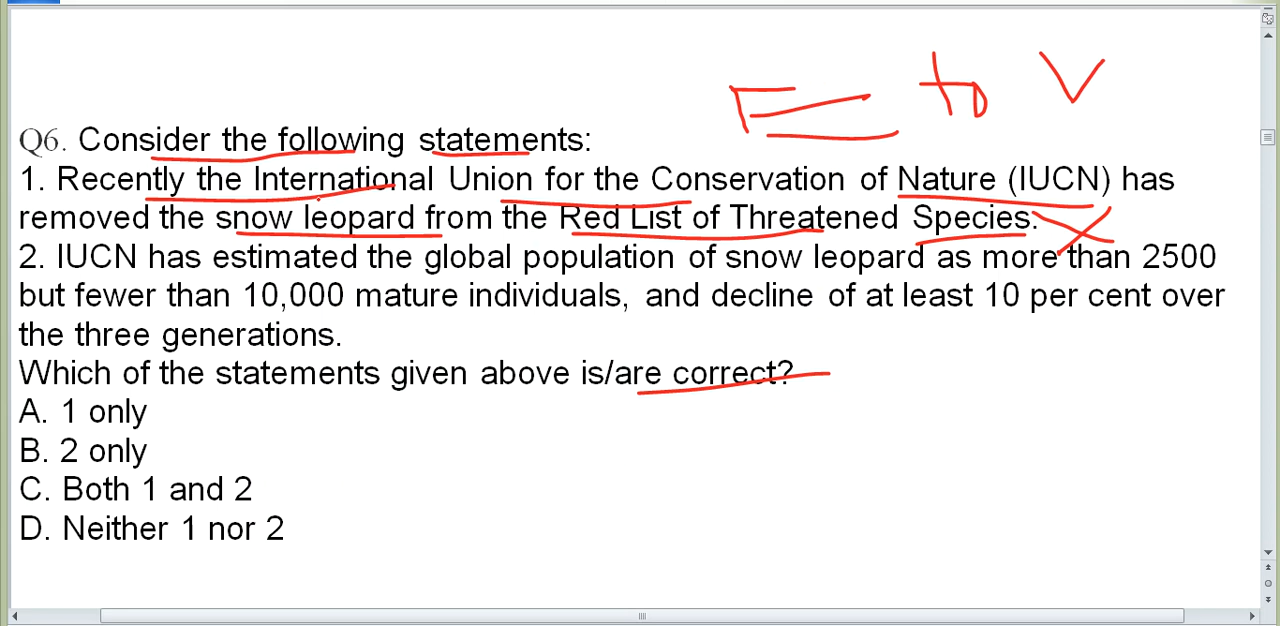 E to V
Q6. Consider the following statements:
1. Recently the International Union for the Conservation of Nature (IUCN) has
removed the snow leopard from the Red List of Threatened Species.
2. IUCN has estimated the global population of snow leopard as more than 2500
but fewer than 10,000 mature individuals, and decline of at least 10 per cent over
the three generations.
Which of the statements given above is/are correct?
A. 1 only
B. 2 only
C. Both 1 and 2
D. Neither 1 nor 2